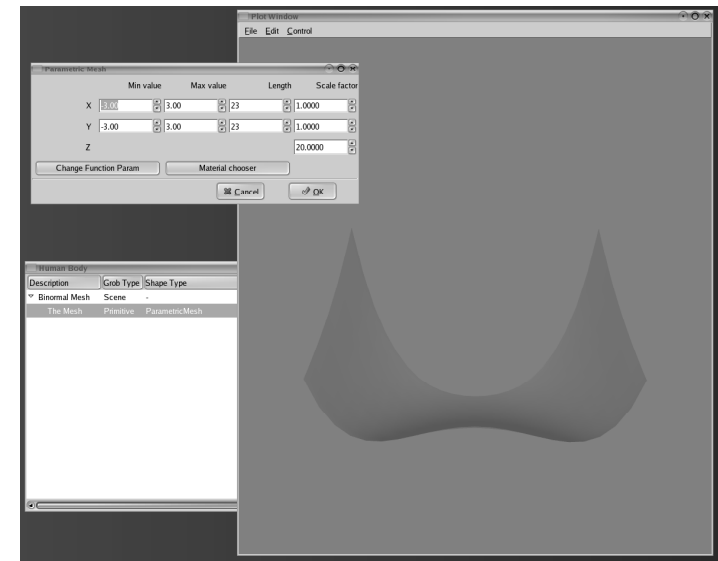 Plot Window
File Edit Control
Parametric Mesh
Min value Max value Length Scale factor
X -3.00 3.00 23 1.0000
Y -3.00 3.00 23 1.0000
Z 20.0000
Change Function Param Material chooser
Cancel OK
Human Body
Description Grob Type Shape Type
Binormal Mesh Scene -
The Mesh Primitive ParametricMesh